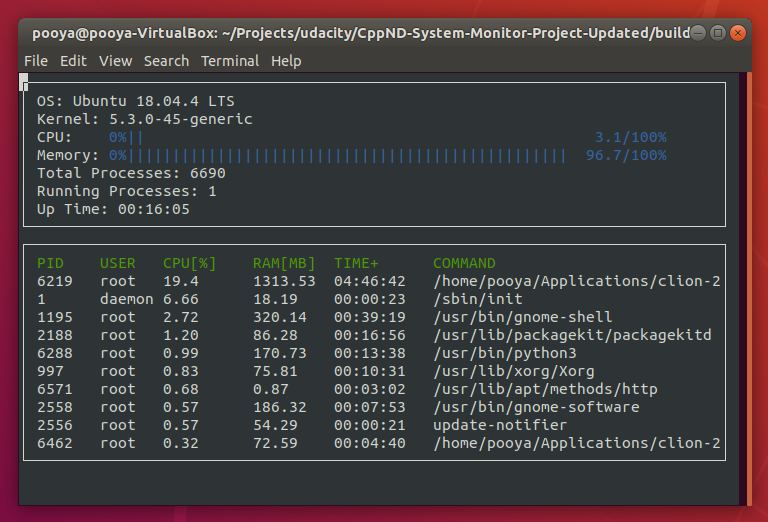 pooya@pooya-VirtualBox: ~/Projects/udacity/CppND-System-Monitor-Project-Updated/build
File Edit View Search Terminal Help
OS: Ubuntu 18.04.4 LTS
Kernel: 5.3.0-45-generic
CPU: 0%|| 3.1/100%
Memory: 0%||||||||||||||||||||||||||||||||||||||||||||||||| 96.7/100%
Total Processes: 6690
Running Processes: 1
Up Time: 00:16:05
PID USER CPU[%] RAM[MB] TIME+ COMMAND
6219 root 19.4 1313.53 04:46:42 /home/pooya/Applications/clion-2
1 daemon 6.66 18.19 00:00:23 /sbin/init
1195 root 2.72 320.14 00:39:19 /usr/bin/gnome-shell
2188 root 1.20 86.28 00:16:56 /usr/lib/packagekit/packagekitd
6288 root 0.99 170.73 00:13:38 /usr/bin/python3
997 root 0.83 75.81 00:10:31 /usr/lib/xorg/Xorg
6571 root 0.68 0.87 00:03:02 /usr/lib/apt/methods/http
2558 root 0.57 186.32 00:07:53 /usr/bin/gnome-software
2556 root 0.57 54.29 00:00:21 update-notifier
6462 root 0.32 72.59 00:04:40 /home/pooya/Applications/clion-2